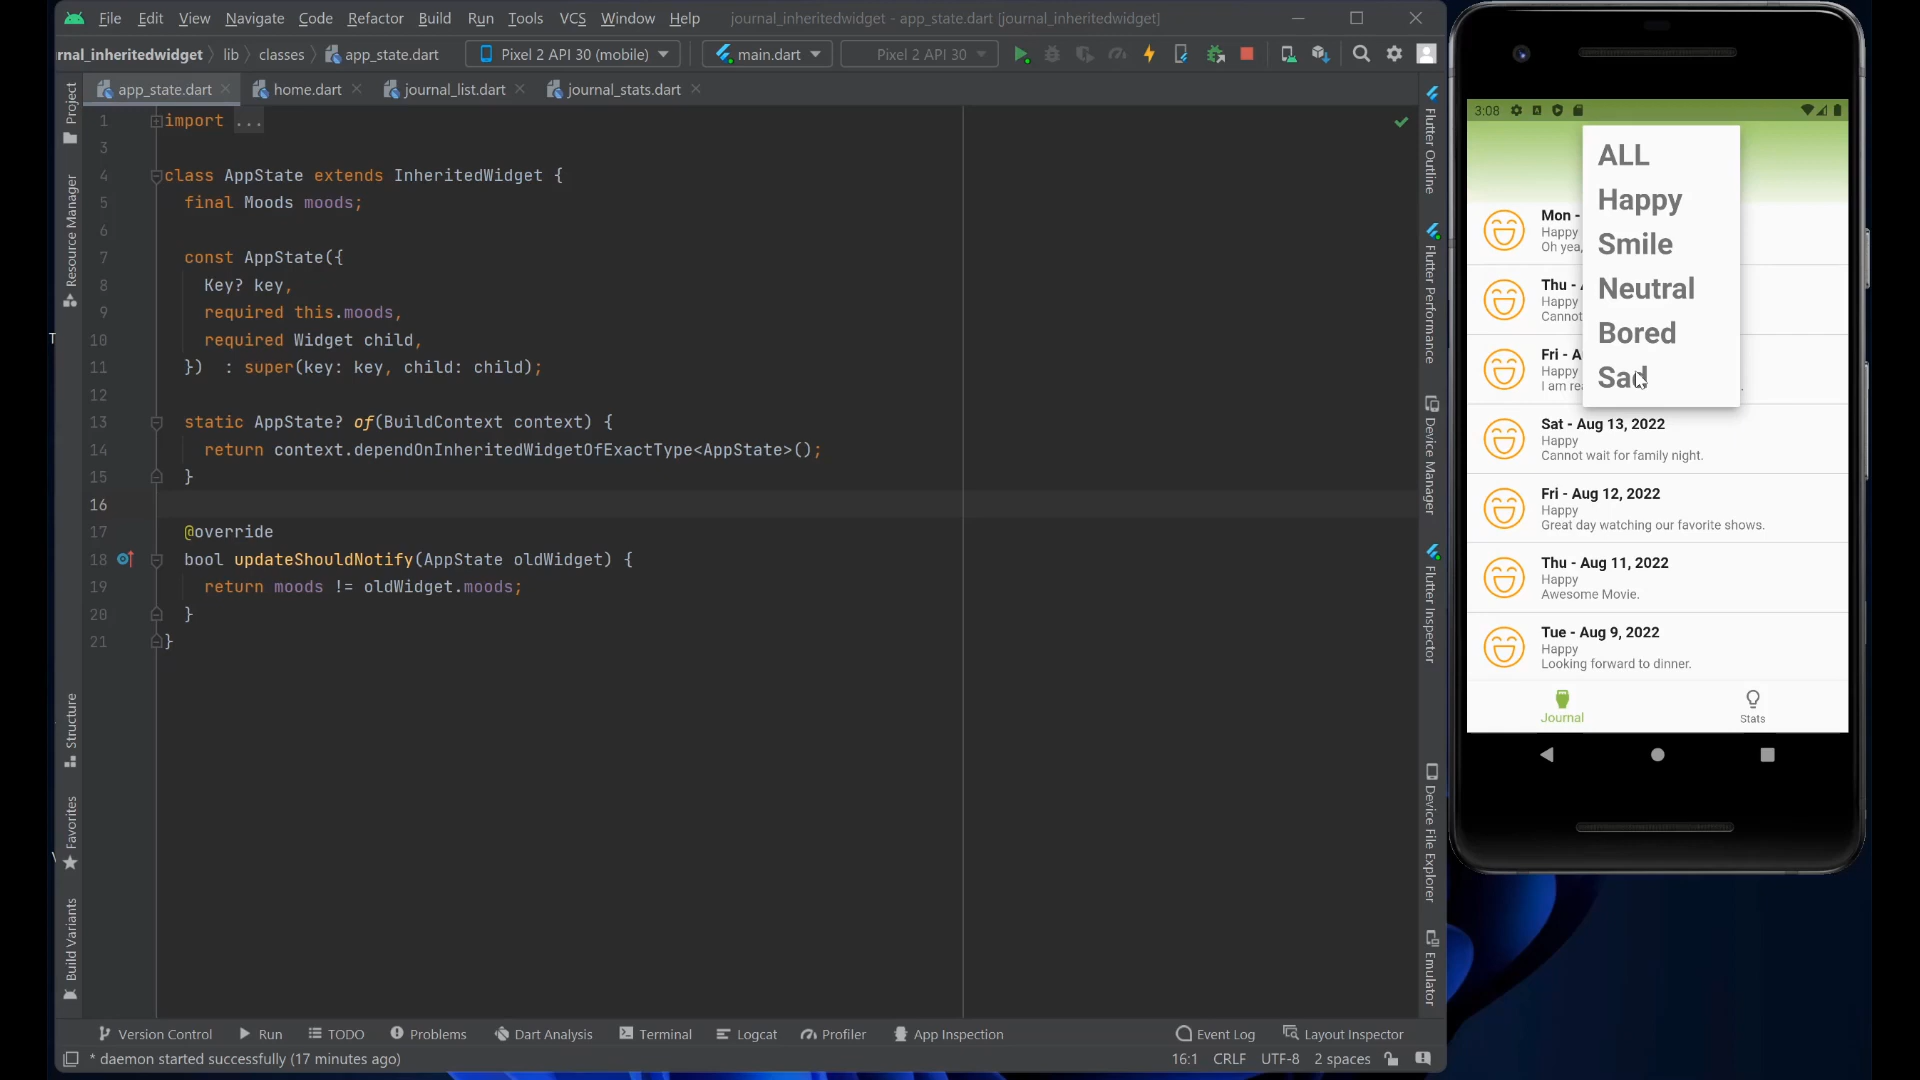 File Edit View Navigate Code Refactor Build Run Tools VCS Window Help journal_inheritedwidget - app_state.dart [journal_inheritedwidget]
rnal_inheritedwidget lib classes app_state.dart Pixel 2 API 30 (mobile) main.dart Pixel 2 API 30
app_state.dart home.dart journal_list.dart journal_stats.dart
Project
Resource Manager
Structure
Favorites
Build Variants
1 import ...
3
4 class AppState extends InheritedWidget {
5 final Moods moods;
6
7 const AppState({
8 Key? key,
9 required this.moods,
10 required Widget child,
11 }) : super(key: key, child: child);
12
13 static AppState? of(BuildContext context) {
14 return context.dependOnInheritedWidgetOfExactType<AppState>();
15 }
16
17 @override
18 bool updateShouldNotify(AppState oldWidget) {
19 return moods != oldWidget.moods;
20 }
21 }
Flutter Outline
Flutter Performance
Device Manager
Flutter Inspector
Device File Explorer
Emulator
Version Control Run TODO Problems Dart Analysis Terminal Logcat Profiler App Inspection Event Log Layout Inspector
* daemon started successfully (17 minutes ago) 16:1 CRLF UTF-8 2 spaces
3:08
ALL
Happy
Smile
Neutral
Bored
Sad
Mon -
Happy
Oh yea,
Thu -
Happy
Cannot
Fri -
Happy
I am
Sat - Aug 13, 2022
Happy
Cannot wait for family night.
Fri - Aug 12, 2022
Happy
Great day watching our favorite shows.
Thu - Aug 11, 2022
Happy
Awesome Movie.
Tue - Aug 9, 2022
Happy
Looking forward to dinner.
Journal Stats